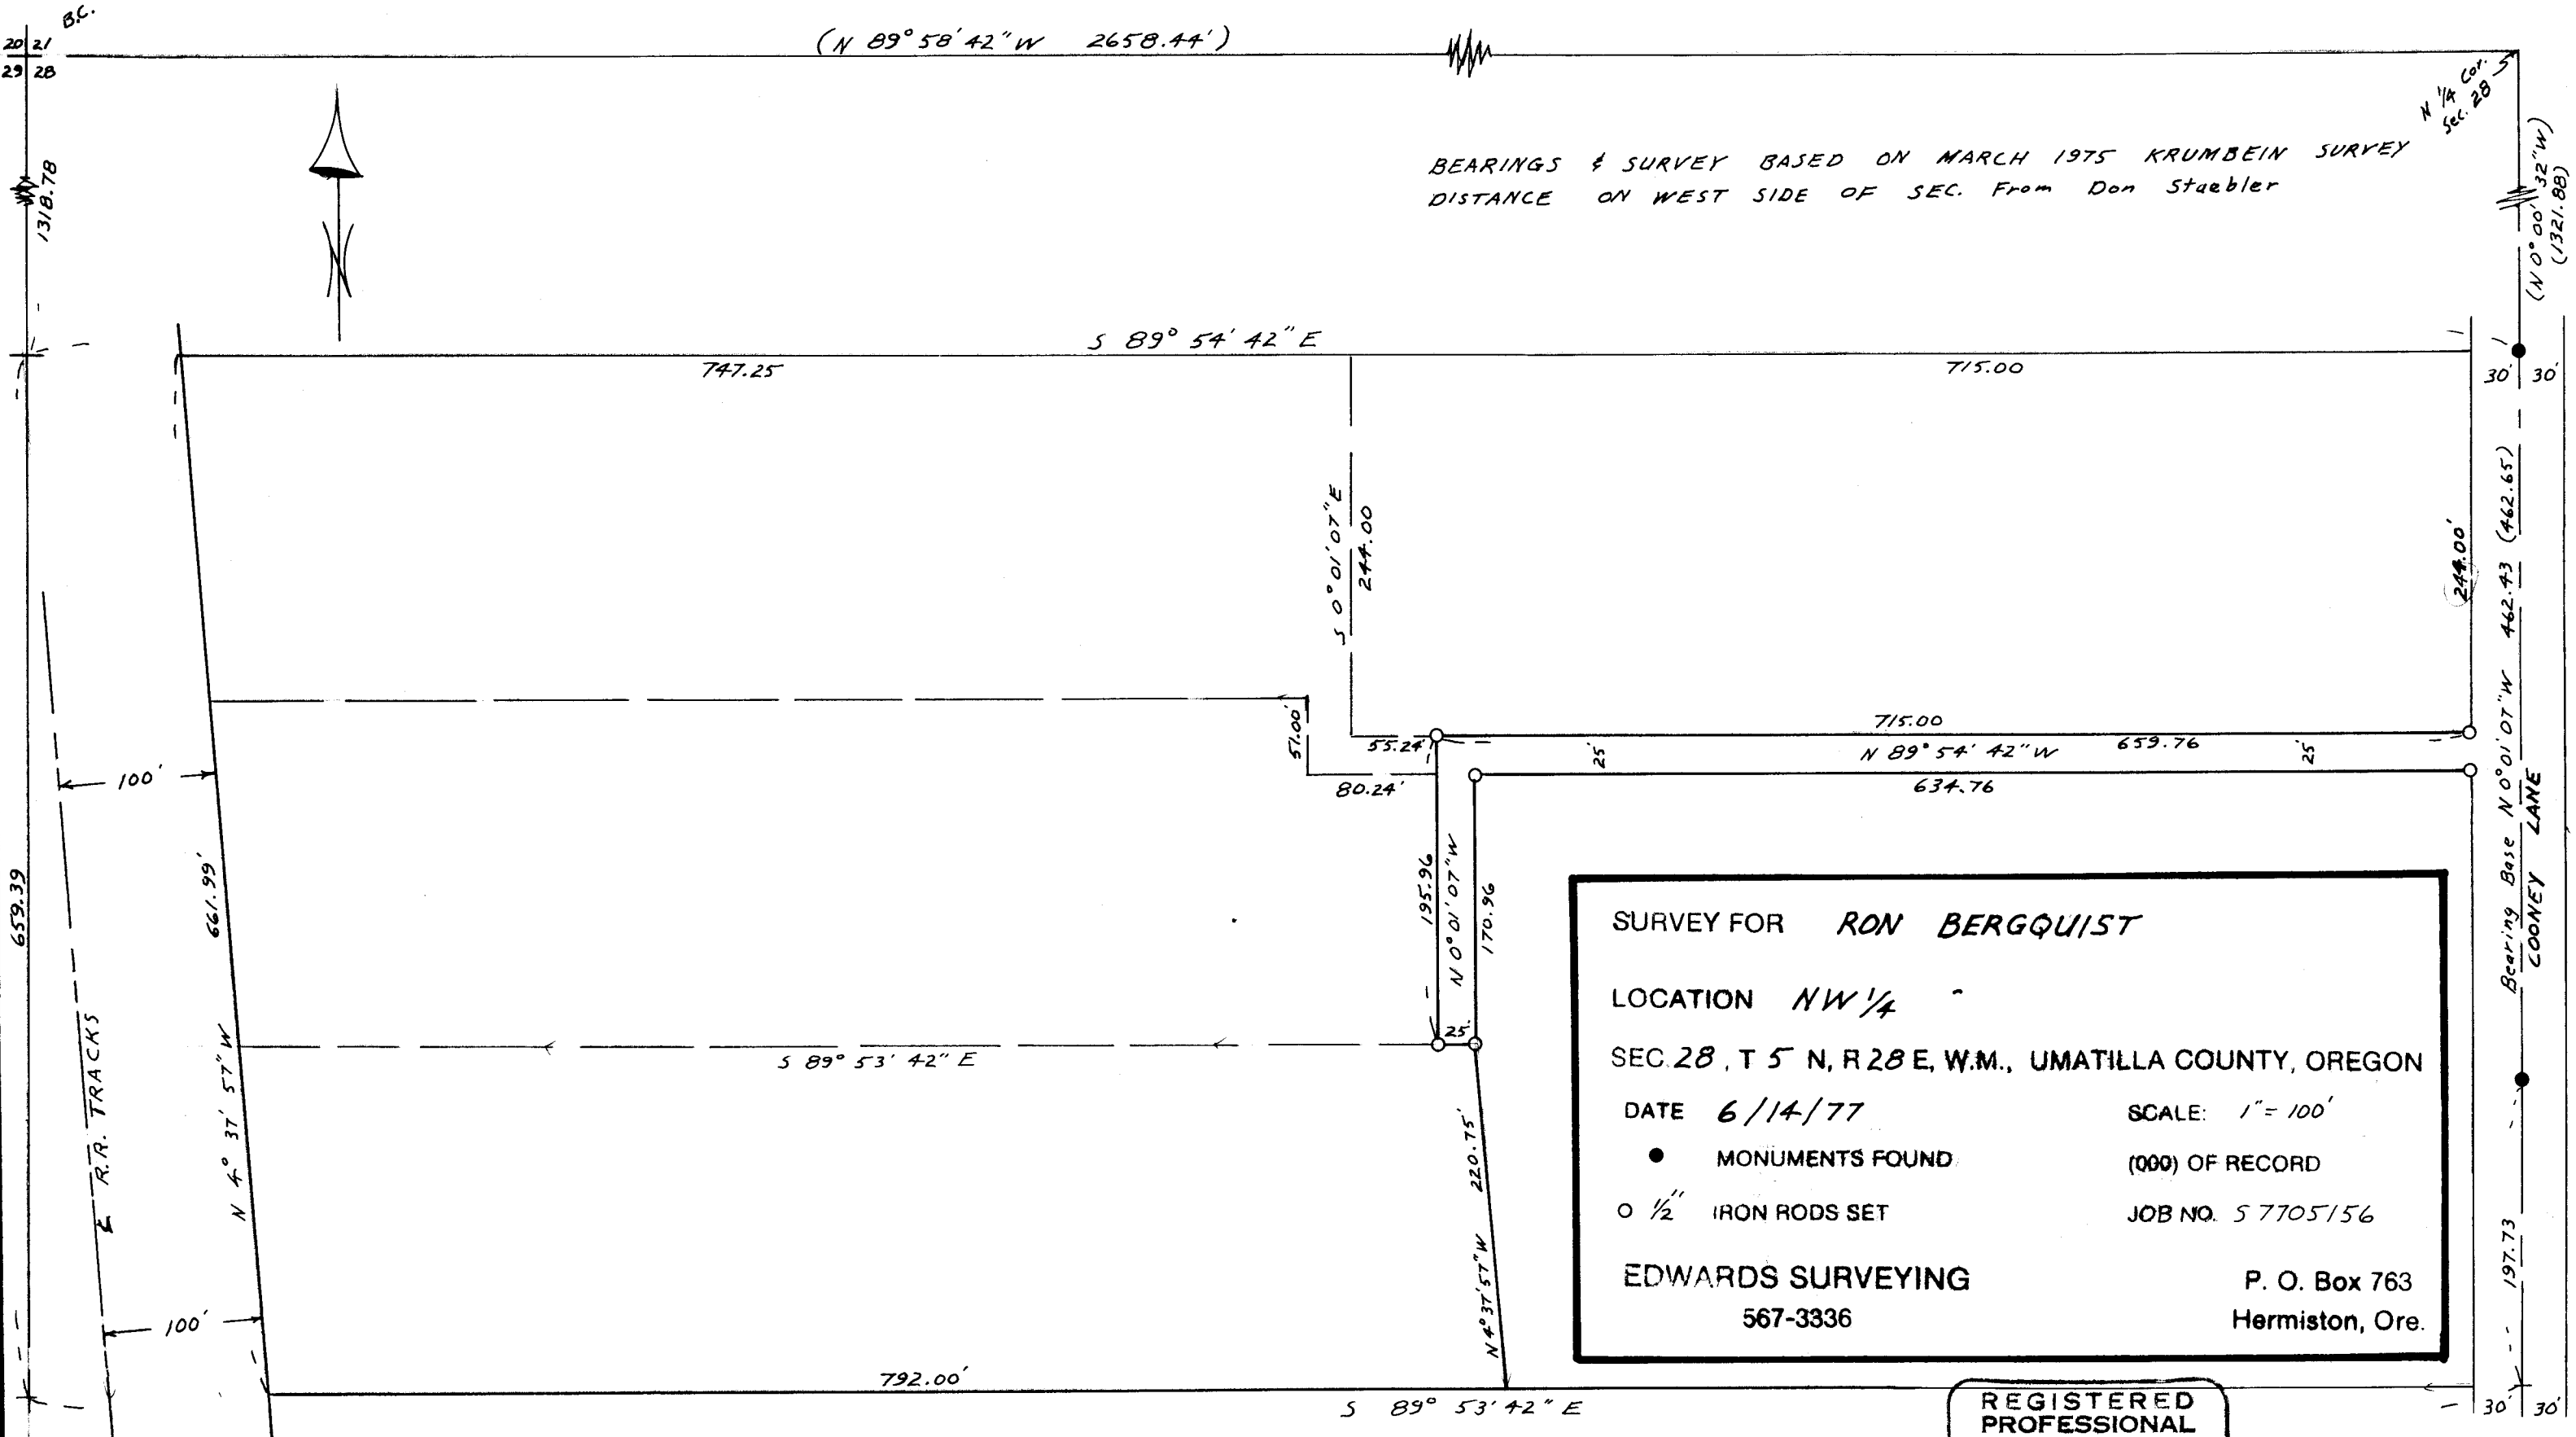 B.C.
20 21
29 28
(N 89° 58' 42" W 2658.44')
N 1/4 Cor.
Sec. 28
1318.78
N
BEARINGS & SURVEY BASED ON MARCH 1975 KRUMBEIN SURVEY
DISTANCE ON WEST SIDE OF SEC. From Don Staebler
(N 0° 00' 32" W)
(1321.88)
S 89° 54' 42" E
747.25
715.00
30' 30'
S 0° 01' 07" E
244.00
244.00'
Bearing Base N 0° 01' 07" W 462.43 (462.65)
COONEY LANE
51.00'
55.24'
80.24'
715.00
N 89° 54' 42" W 659.76
25'
25'
634.76
100'
659.39
661.99'
N 4° 37' 57" W
℄ R.R. TRACKS
195.96
N 0° 01' 07" W
170.96
25.
S 89° 53' 42" E
220.75'
N 4° 37' 57" W
100'
792.00'
S 89° 53' 42" E
197.73
30' 30'
SURVEY FOR RON BERGQUIST
LOCATION NW 1/4
SEC. 28, T 5 N, R 28 E, W.M., UMATILLA COUNTY, OREGON
DATE 6/14/77 SCALE: 1" = 100'
● MONUMENTS FOUND (000) OF RECORD
○ 1/2" IRON RODS SET JOB NO. S 7705156
EDWARDS SURVEYING P. O. Box 763
567-3336 Hermiston, Ore.
REGISTERED
PROFESSIONAL